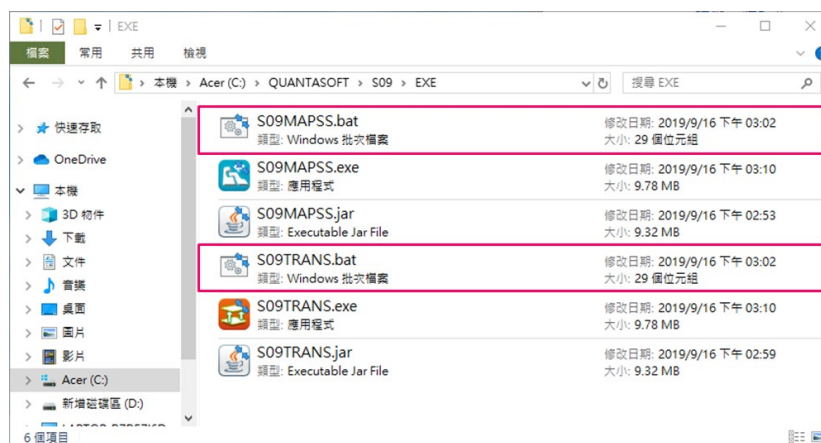 EXE
檔案 常用 共用 檢視
本機 › Acer (C:) › QUANTASOFT › S09 › EXE
搜尋 EXE
快速存取
OneDrive
本機
3D 物件
下載
文件
音樂
桌面
圖片
影片
Acer (C:)
新增磁碟區 (D:)
S09MAPSS.bat
類型: Windows 批次檔案
修改日期: 2019/9/16 下午 03:02
大小: 29 個位元組
S09MAPSS.exe
類型: 應用程式
修改日期: 2019/9/16 下午 03:10
大小: 9.78 MB
S09MAPSS.jar
類型: Executable Jar File
修改日期: 2019/9/16 下午 02:53
大小: 9.32 MB
S09TRANS.bat
類型: Windows 批次檔案
修改日期: 2019/9/16 下午 03:02
大小: 29 個位元組
S09TRANS.exe
類型: 應用程式
修改日期: 2019/9/16 下午 03:10
大小: 9.78 MB
S09TRANS.jar
類型: Executable Jar File
修改日期: 2019/9/16 下午 02:59
大小: 9.32 MB
6 個項目